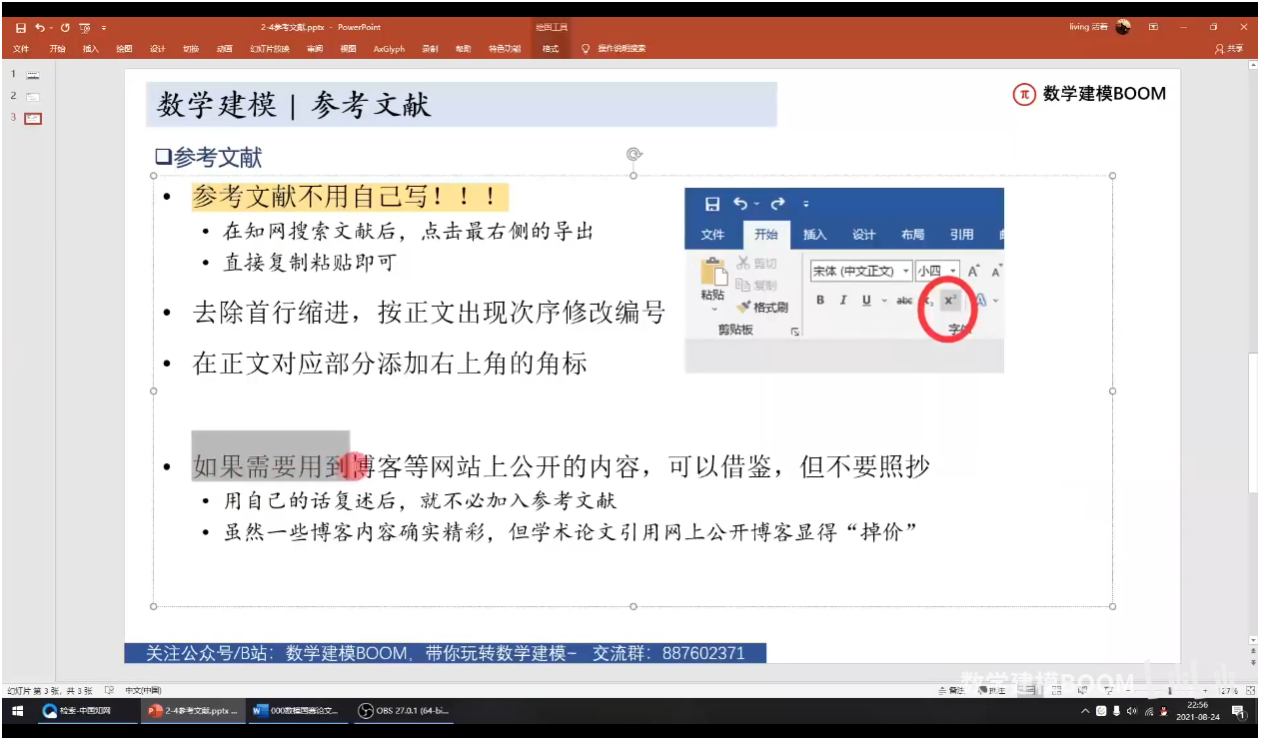 2-4参考文献.pptx - PowerPoint
绘图工具
living 活着
文件 开始 插入 绘图 设计 切换 动画 幻灯片放映 审阅 视图 AxGlyph 录制 帮助 特色功能 格式 操作说明搜索 共享
1
2
3
数学建模 | 参考文献
π 数学建模BOOM
❑参考文献
• 参考文献不用自己写！！！
• 在知网搜索文献后，点击最右侧的导出
• 直接复制粘贴即可
• 去除首行缩进，按正文出现次序修改编号
• 在正文对应部分添加右上角的角标
文件 开始 插入 设计 布局 引用
剪切
宋体 (中文正文) 小四 A A
复制
粘贴
格式刷
B I U abc x²
剪贴板
• 如果需要用到博客等网站上公开的内容，可以借鉴，但不要照抄
• 用自己的话复述后，就不必加入参考文献
• 虽然一些博客内容确实精彩，但学术论文引用网上公开博客显得“掉价”
关注公众号/B站：数学建模BOOM，带你玩转数学建模~ 交流群：887602371
数学建模BOOM
幻灯片 第 3 张，共 3 张 中文(中国) 备注 批注 127%
检索-中国知网 2-4参考文献.pptx ... 000数模国赛论文... OBS 27.0.1 (64-bi...
22:56
2021-08-24
1